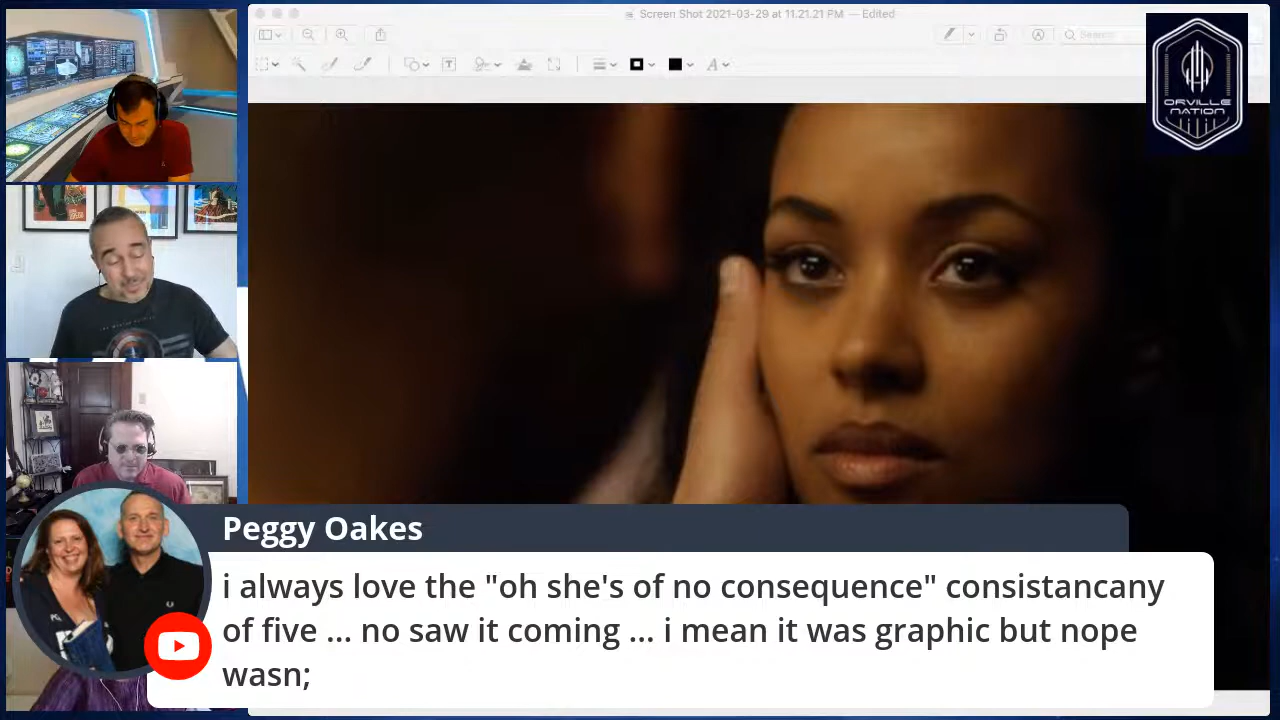 Screen Shot 2021-03-29 at 11.21.21 PM — Edited
Search
ORVILLE
NATION
Peggy Oakes
i always love the "oh she's of no consequence" consistancany
of five ... no saw it coming ... i mean it was graphic but nope
wasn;